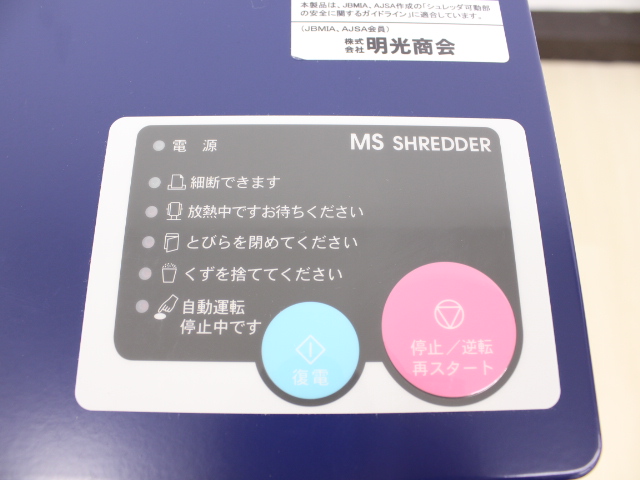 本製品は、JBMIA、AJSA作成の「シュレッダ可動部
の安全に関するガイドライン」に適合しています。
(JBMIA、AJSA会員)
株式会社 明光商会
電 源
MS SHREDDER
細断できます
放熱中ですお待ちください
とびらを閉めてください
くずを捨ててください
自動運転
停止中です
復電
停止/逆転
再スタート